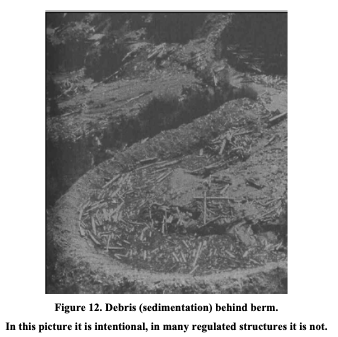 Figure 12. Debris (sedimentation) behind berm.
In this picture it is intentional, in many regulated structures it is not.